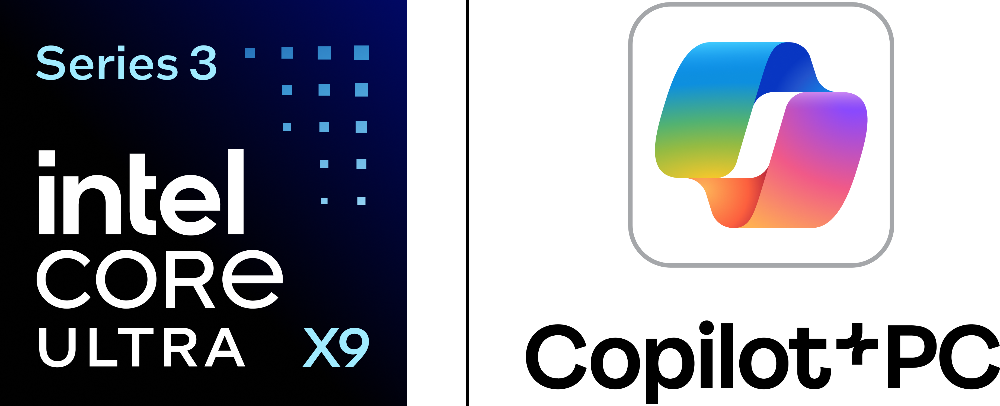 Series 3
intel
CORe
ULTRA X9
Copilot+PC